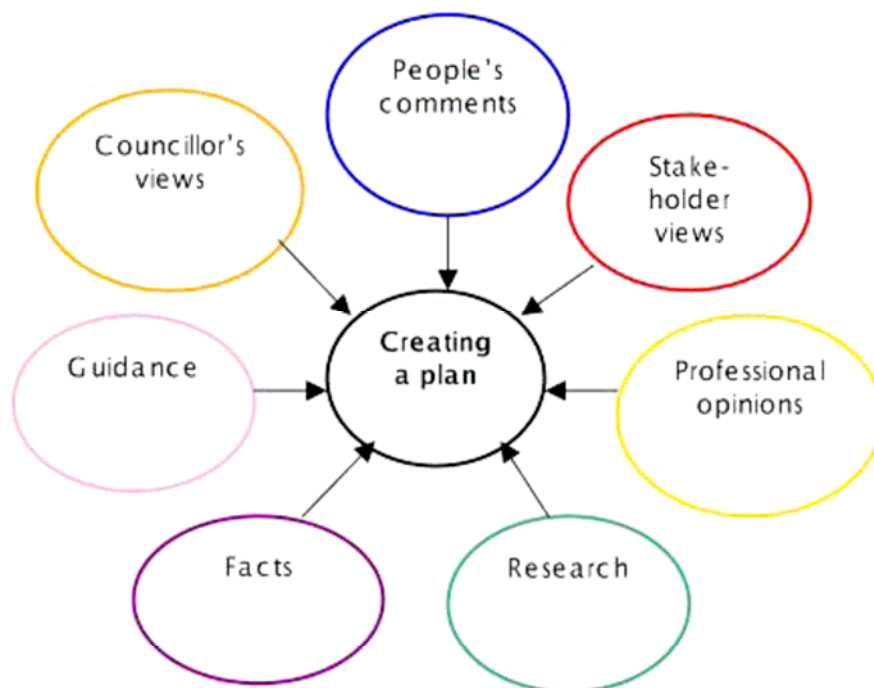 People's
comments
Councillor's
views
Stake-
holder
views
Creating
a plan
Guidance
Professional
opinions
Facts
Research